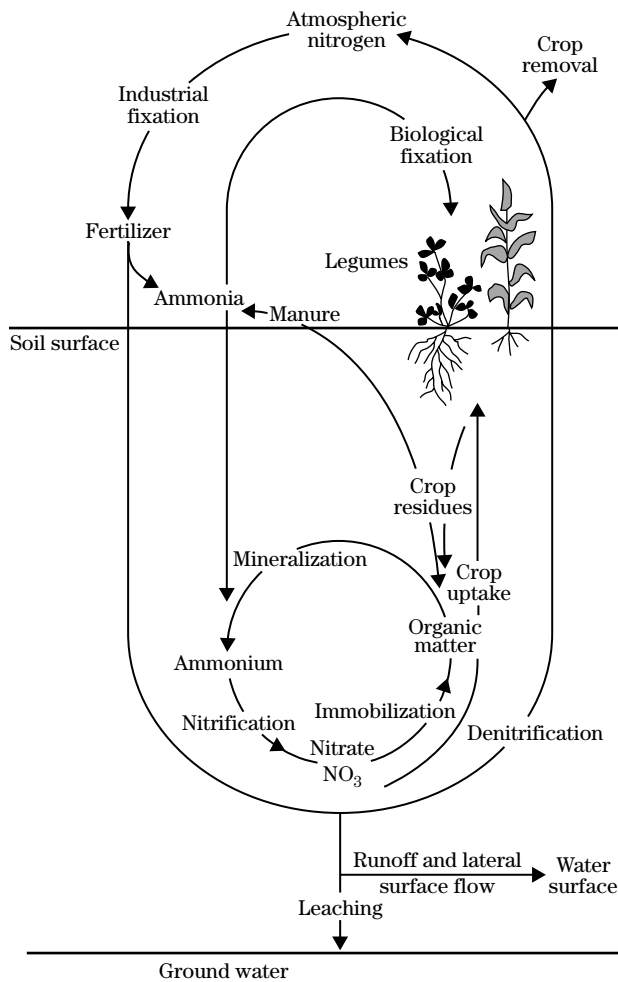 Atmospheric
nitrogen
Crop
removal
Industrial
fixation
Biological
fixation
Fertilizer
Legumes
Ammonia
Manure
Soil surface
Crop
residues
Mineralization
Crop
uptake
Organic
matter
Ammonium
Nitrification
Immobilization
Nitrate
NO₃
Denitrification
Runoff and lateral
surface flow
Water
surface
Leaching
Ground water